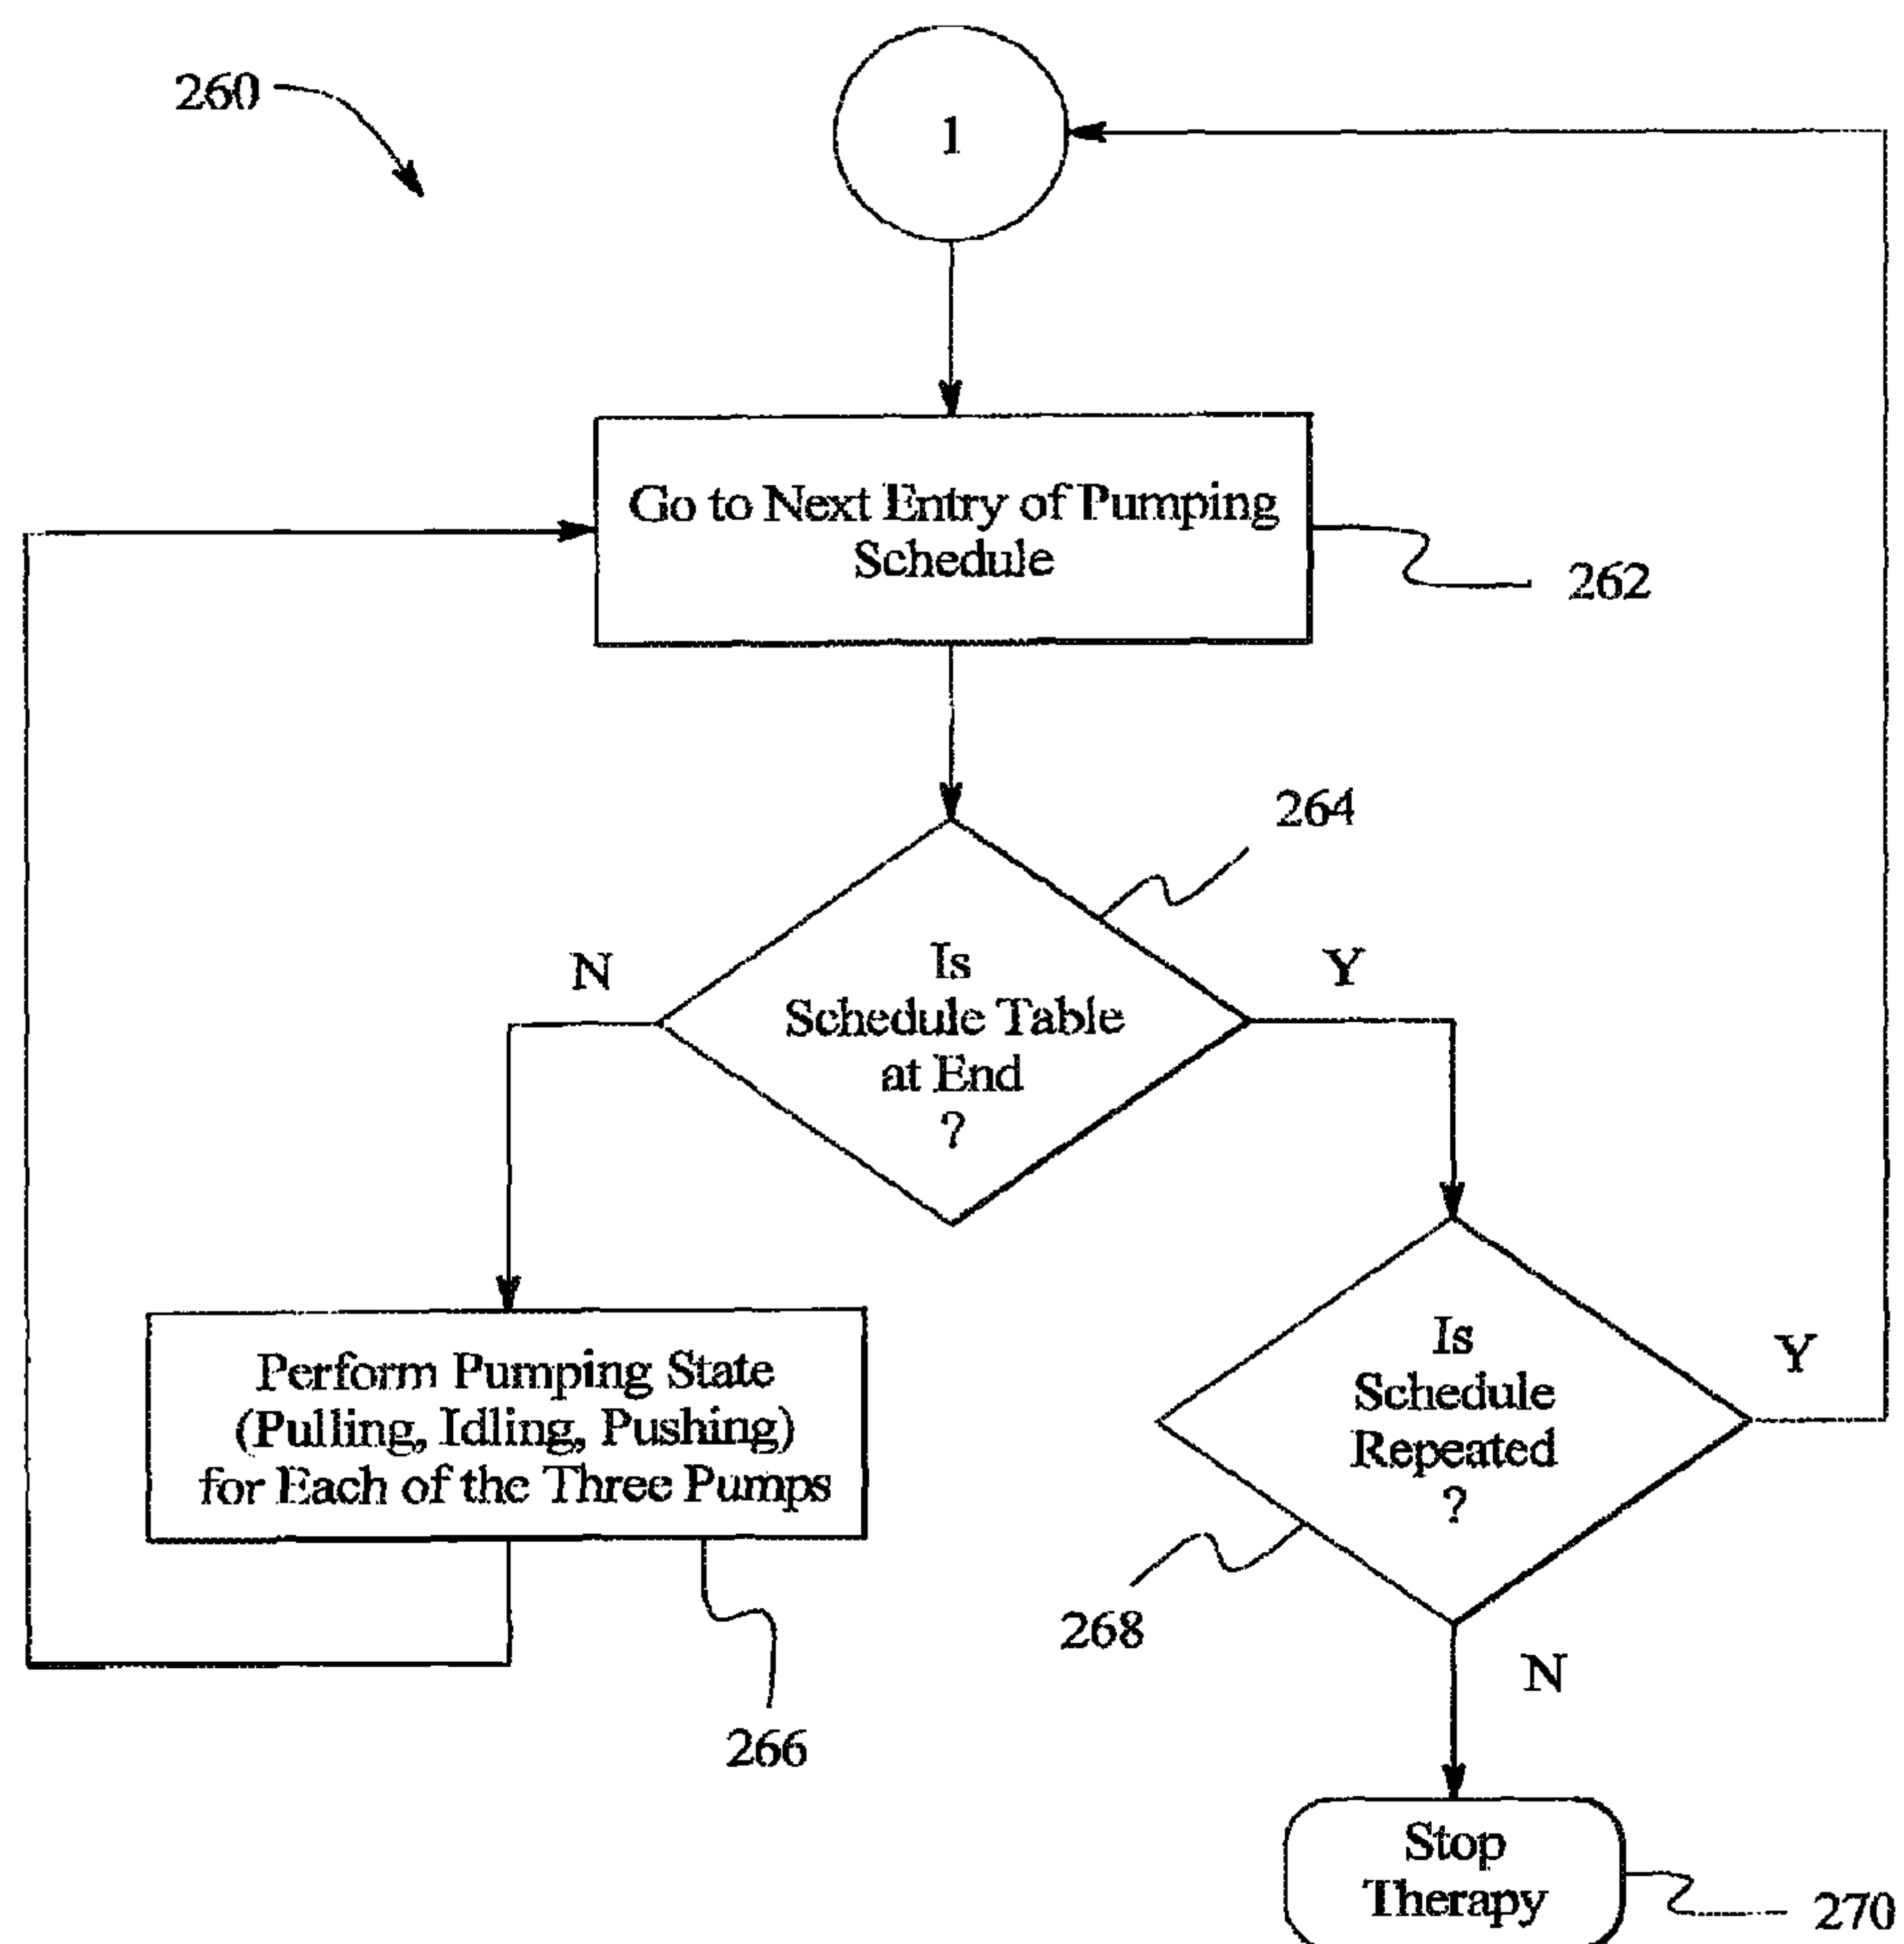 260
1
Go to Next Entry of Pumping
Schedule
262
264
N
Y
Is
Schedule Table
at End
?
Perform Pumping State
(Pulling, Idling, Pushing)
for Each of the Three Pumps
266
Is
Schedule
Repeated
?
Y
268
N
Stop
Therapy
270